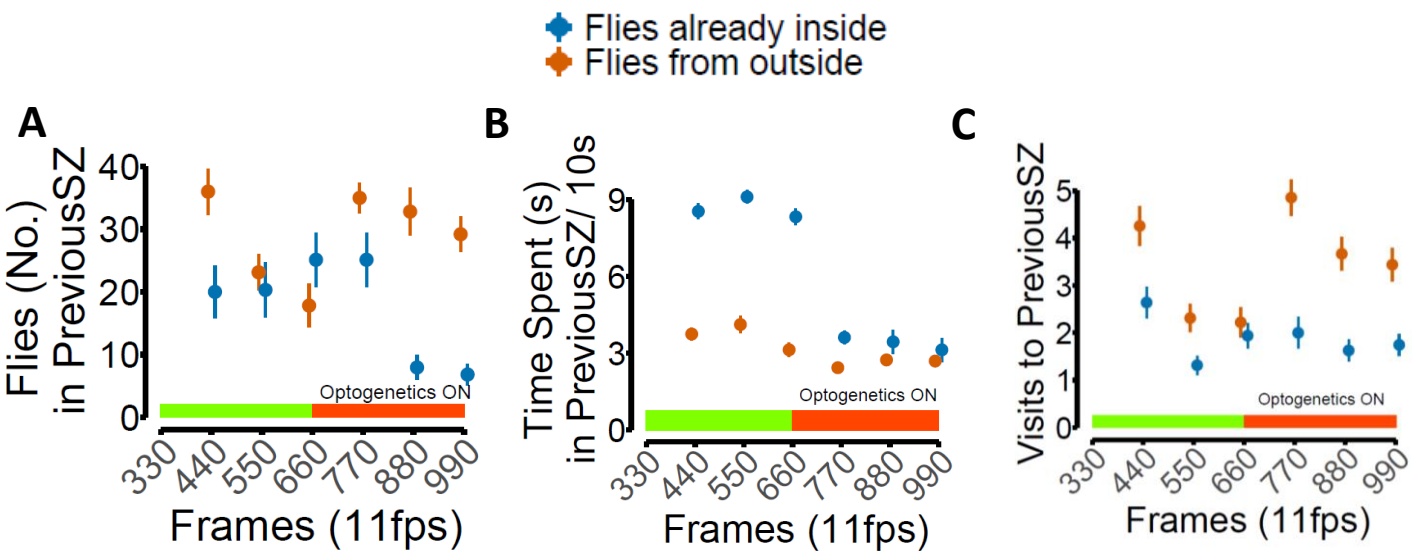 Flies already inside
Flies from outside
A
Flies (No.)
in PreviousSZ
40
30
20
10
0
Optogenetics ON
330
440
550
660
770
880
990
Frames (11fps)
B
Time Spent (s)
in PreviousSZ/ 10s
9
6
3
0
Optogenetics ON
330
440
550
660
770
880
990
Frames (11fps)
C
Visits to PreviousSZ
5
4
3
2
1
0
Optogenetics ON
330
440
550
660
770
880
990
Frames (11fps)